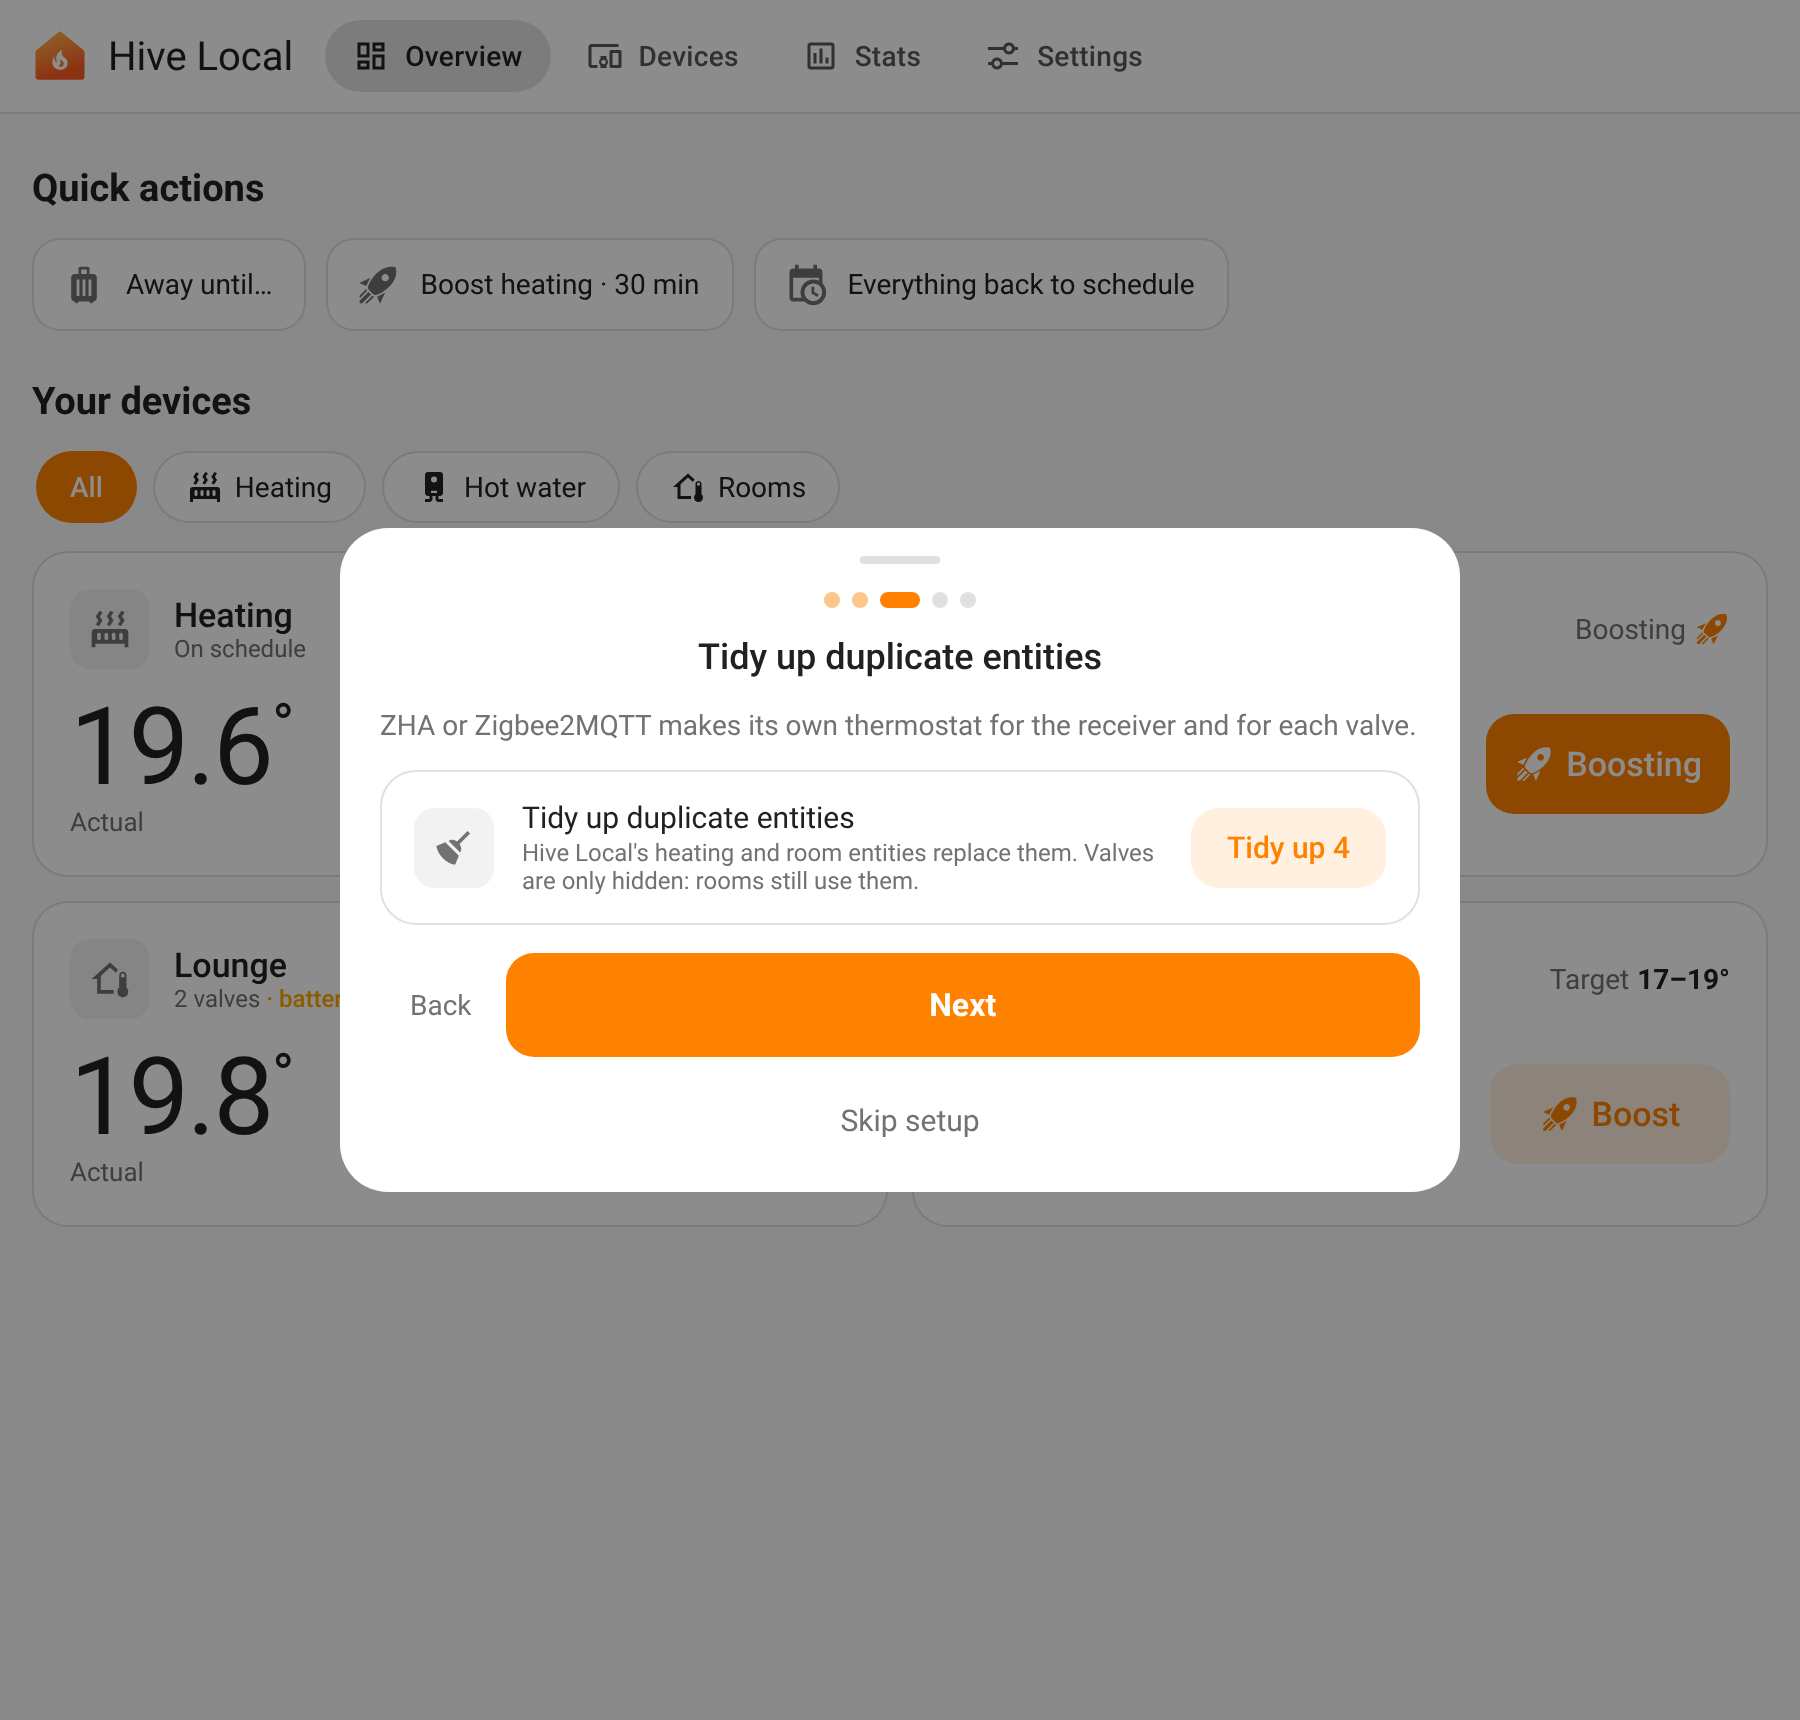 Hive Local
Overview
Devices
Stats
Settings
Quick actions
Away until...
Boost heating · 30 min
Everything back to schedule
Your devices
All
Heating
Hot water
Rooms
Heating
On schedule
19.6°
Actual
Boosting
Boosting
Tidy up duplicate entities
ZHA or Zigbee2MQTT makes its own thermostat for the receiver and for each valve.
Tidy up duplicate entities
Hive Local's heating and room entities replace them. Valves
are only hidden: rooms still use them.
Tidy up 4
Back
Next
Skip setup
Lounge
2 valves · batter
19.8°
Actual
Target 17–19°
Boost